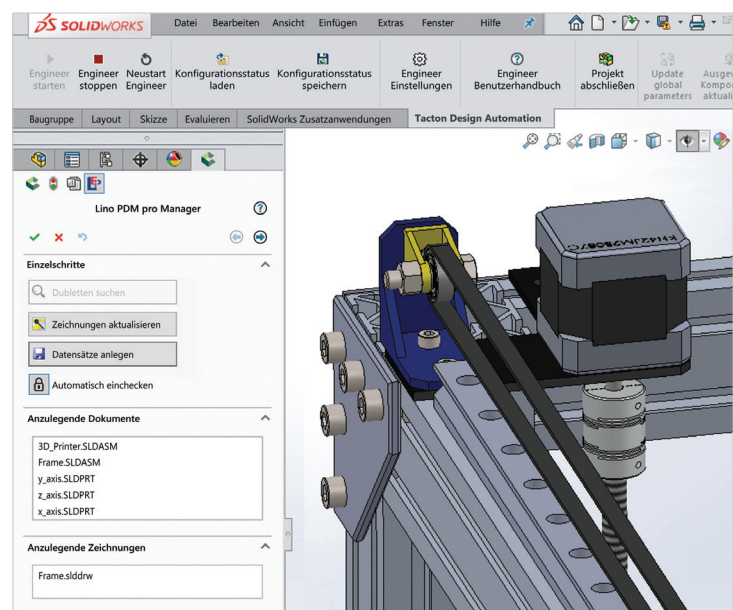 SOLIDWORKS Datei Bearbeiten Ansicht Einfügen Extras Fenster Hilfe
Engineer starten
Engineer stoppen
Neustart Engineer
Konfigurationsstatus laden
Konfigurationsstatus speichern
Engineer Einstellungen
Engineer Benutzerhandbuch
Projekt abschließen
Update global parameters
Baugruppe Layout Skizze Evaluieren SolidWorks Zusatzanwendungen Tacton Design Automation
Lino PDM pro Manager
Einzelschritte
Dubletten suchen
Zeichnungen aktualisieren
Datensätze anlegen
Automatisch einchecken
Anzulegende Dokumente
3D_Printer.SLDASM
Frame.SLDASM
y_axis.SLDPRT
z_axis.SLDPRT
x_axis.SLDPRT
Anzulegende Zeichnungen
Frame.slddrw